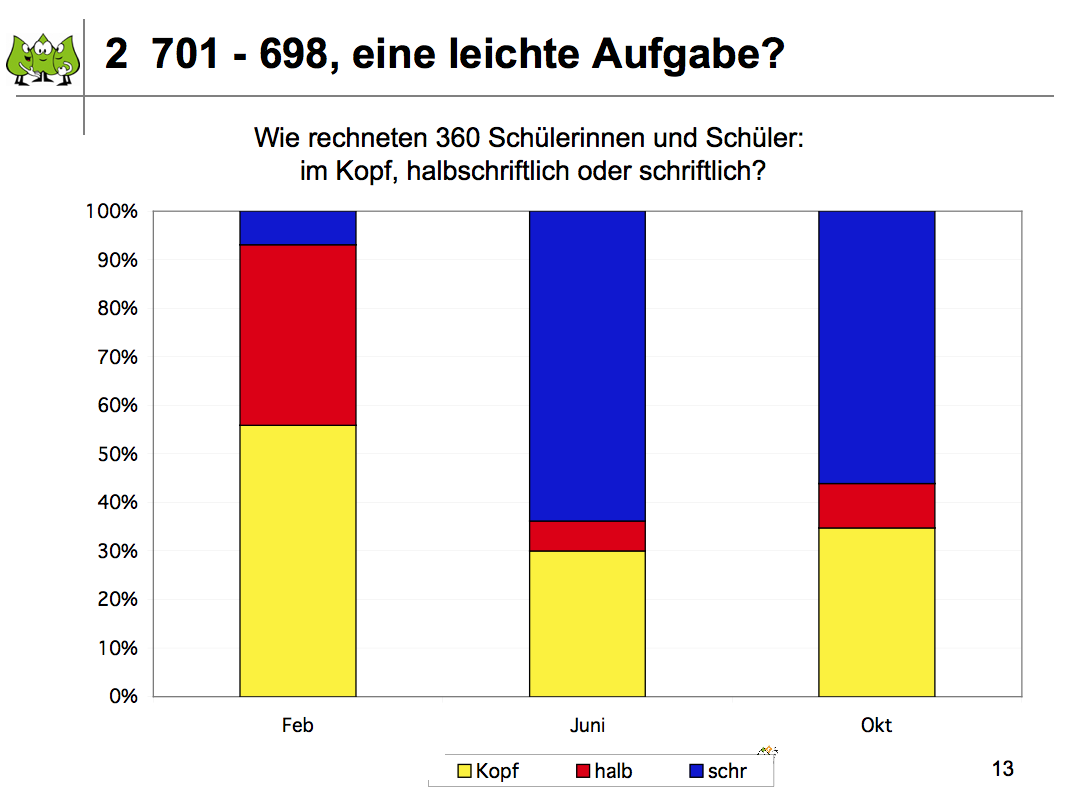 2 701 - 698, eine leichte Aufgabe?
Wie rechneten 360 Schülerinnen und Schüler:
im Kopf, halbschriftlich oder schriftlich?
100%
90%
80%
70%
60%
50%
40%
30%
20%
10%
0%
Feb Juni Okt
Kopf halb schr
13